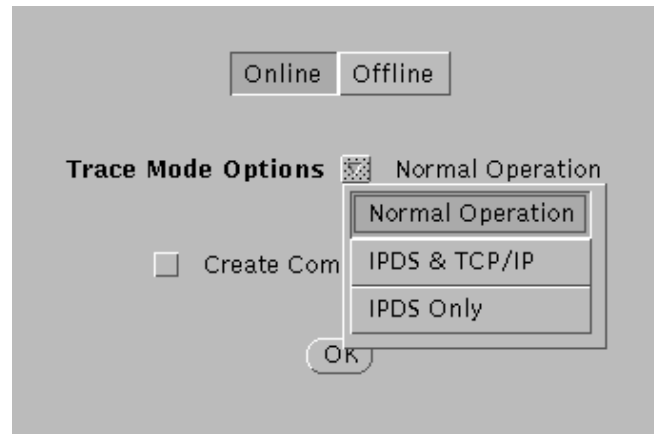 Online Offline
Trace Mode Options Normal Operation
Normal Operation
Create Com IPDS & TCP/IP
IPDS Only
OK